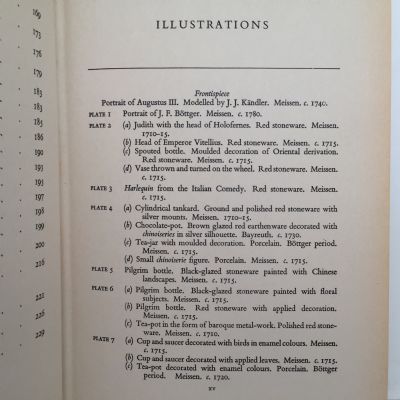 169
173
176
179
183
183
185
186
190
193
195
197
198
199
200
216
221
226
229
ILLUSTRATIONS
Frontispiece
Portrait of Augustus III. Modelled by J. J. Kändler. Meissen. c. 1740.
PLATE 1 Portrait of J. F. Böttger. Meissen. c. 1780.
PLATE 2 (a) Judith with the head of Holofernes. Red stoneware. Meissen.
1710–15.
(b) Head of Emperor Vitellius. Red stoneware. Meissen. c. 1715.
(c) Spouted bottle. Moulded decoration of Oriental derivation.
Red stoneware. Meissen. c. 1715.
(d) Vase thrown and turned on the wheel. Red stoneware. Meissen.
c. 1715.
PLATE 3 Harlequin from the Italian Comedy. Red stoneware. Meissen. c. 1715.
PLATE 4 (a) Cylindrical tankard. Ground and polished red stoneware with
silver mounts. Meissen. 1710–15.
(b) Chocolate-pot. Brown glazed red earthenware decorated with
chinoiseries in silver silhouette. Bayreuth. c. 1730.
(c) Tea-jar with moulded decoration. Porcelain. Böttger period.
Meissen. c. 1715.
(d) Small chinoiserie figure. Porcelain. Meissen. c. 1715.
PLATE 5 Pilgrim bottle. Black-glazed stoneware painted with Chinese
landscapes. Meissen. c. 1715.
PLATE 6 (a) Pilgrim bottle. Black-glazed stoneware painted with floral
subjects. Meissen. c. 1715.
(b) Pilgrim bottle. Red stoneware with applied decoration.
Meissen. c. 1715.
(c) Tea-pot in the form of baroque metal-work. Polished red stone-
ware. Meissen. c. 1710.
PLATE 7 (a) Cup and saucer decorated with birds in enamel colours. Meissen.
c. 1715.
(b) Cup and saucer decorated with applied leaves. Meissen. c. 1715.
(c) Tea-pot decorated with enamel colours. Porcelain. Böttger
period. Meissen. c. 1720.
xv